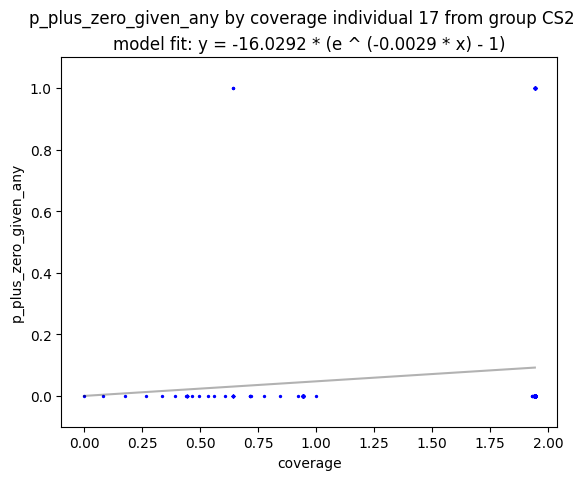 p_plus_zero_given_any by coverage individual 17 from group CS2
model fit: y = -16.0292 * (e ^ (-0.0029 * x) - 1)
p_plus_zero_given_any
1.0
0.8
0.6
0.4
0.2
0.0
0.00 0.25 0.50 0.75 1.00 1.25 1.50 1.75 2.00
coverage